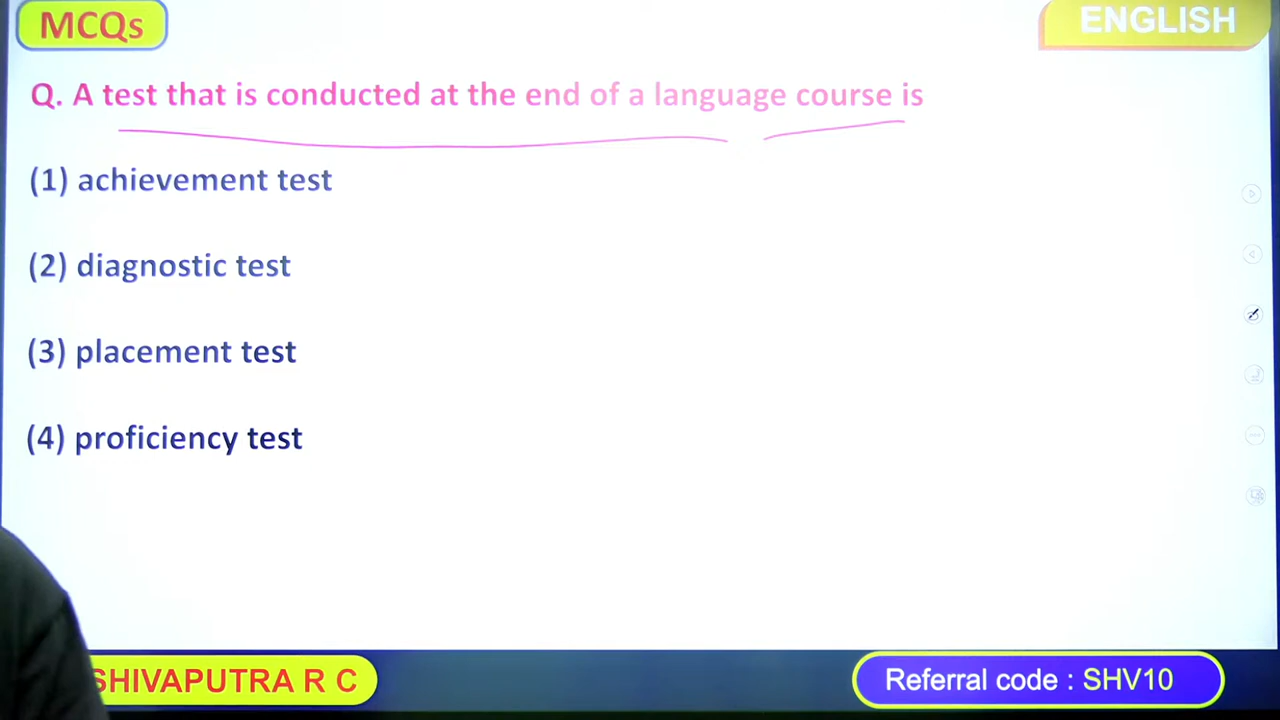 MCQs
ENGLISH
Q. A test that is conducted at the end of a language course is
(1) achievement test
(2) diagnostic test
(3) placement test
(4) proficiency test
SHIVAPUTRA R C
Referral code : SHV10